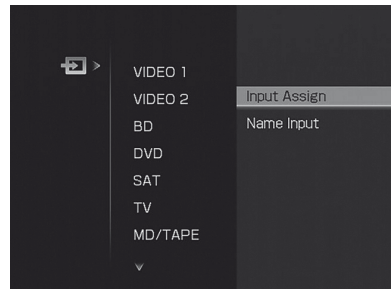 VIDEO 1
VIDEO 2
BD
DVD
SAT
TV
MD/TAPE
Input Assign
Name Input